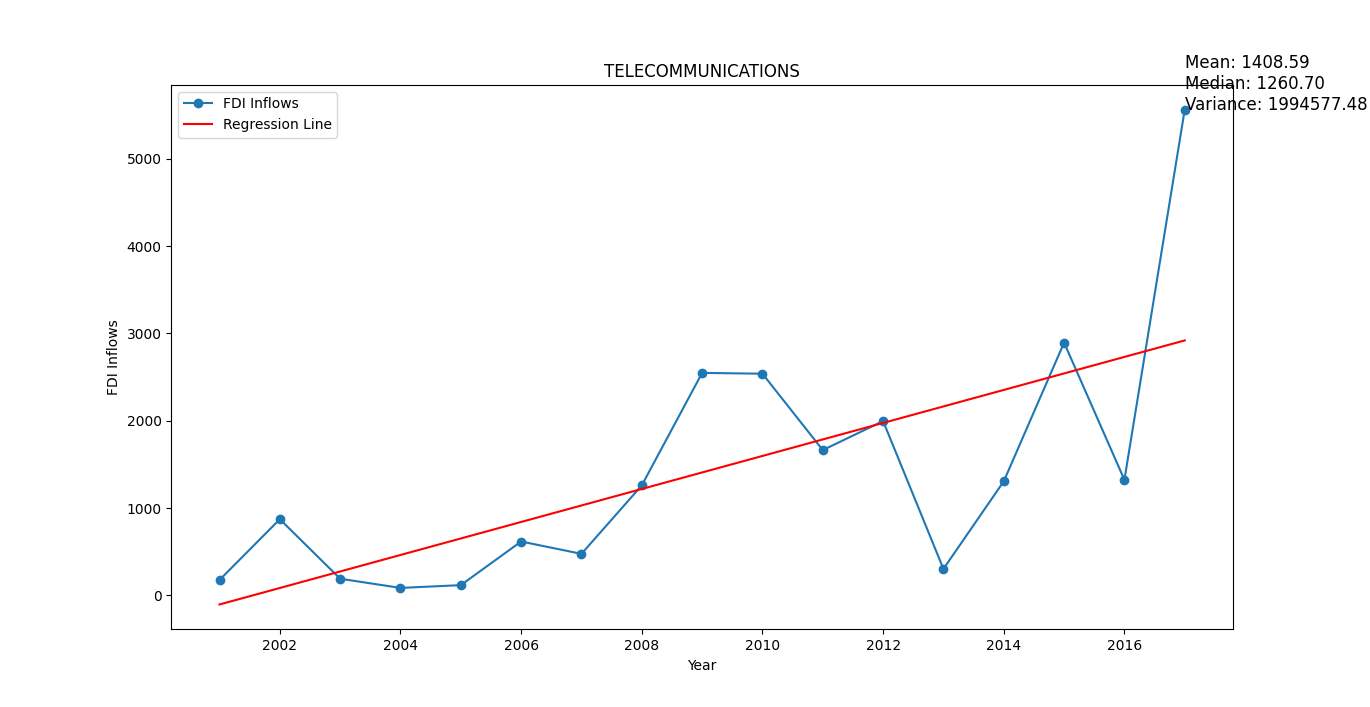 TELECOMMUNICATIONS
Mean: 1408.59
Median: 1260.70
Variance: 1994577.48
FDI Inflows
Regression Line
5000
4000
3000
2000
1000
0
FDI Inflows
2002 2004 2006 2008 2010 2012 2014 2016
Year